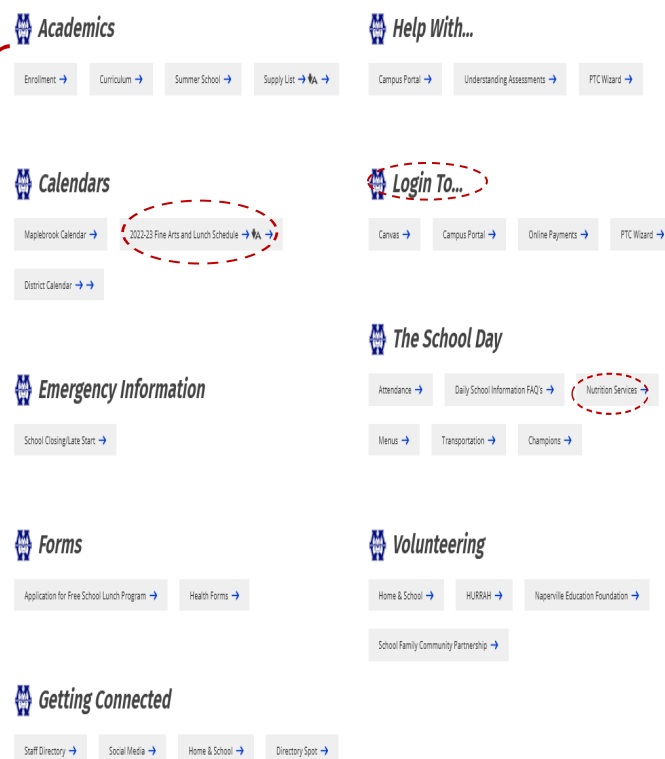 Academics
Enrollment
Curriculum
Summer School
Supply List
Calendars
Maplebrook Calendar
2022-23 Fine Arts and Lunch Schedule
District Calendar
Emergency Information
School Closing/Late Start
Forms
Application for Free School Lunch Program
Health Forms
Getting Connected
Staff Directory
Social Media
Home & School
Directory Spot
Help With...
Campus Portal
Understanding Assessments
PTC Wizard
Login To...
Canvas
Campus Portal
Online Payments
PTC Wizard
The School Day
Attendance
Daily School Information FAQ's
Nutrition Services
Menus
Transportation
Champions
Volunteering
Home & School
HURRAH
Naperville Education Foundation
School Family Community Partnership